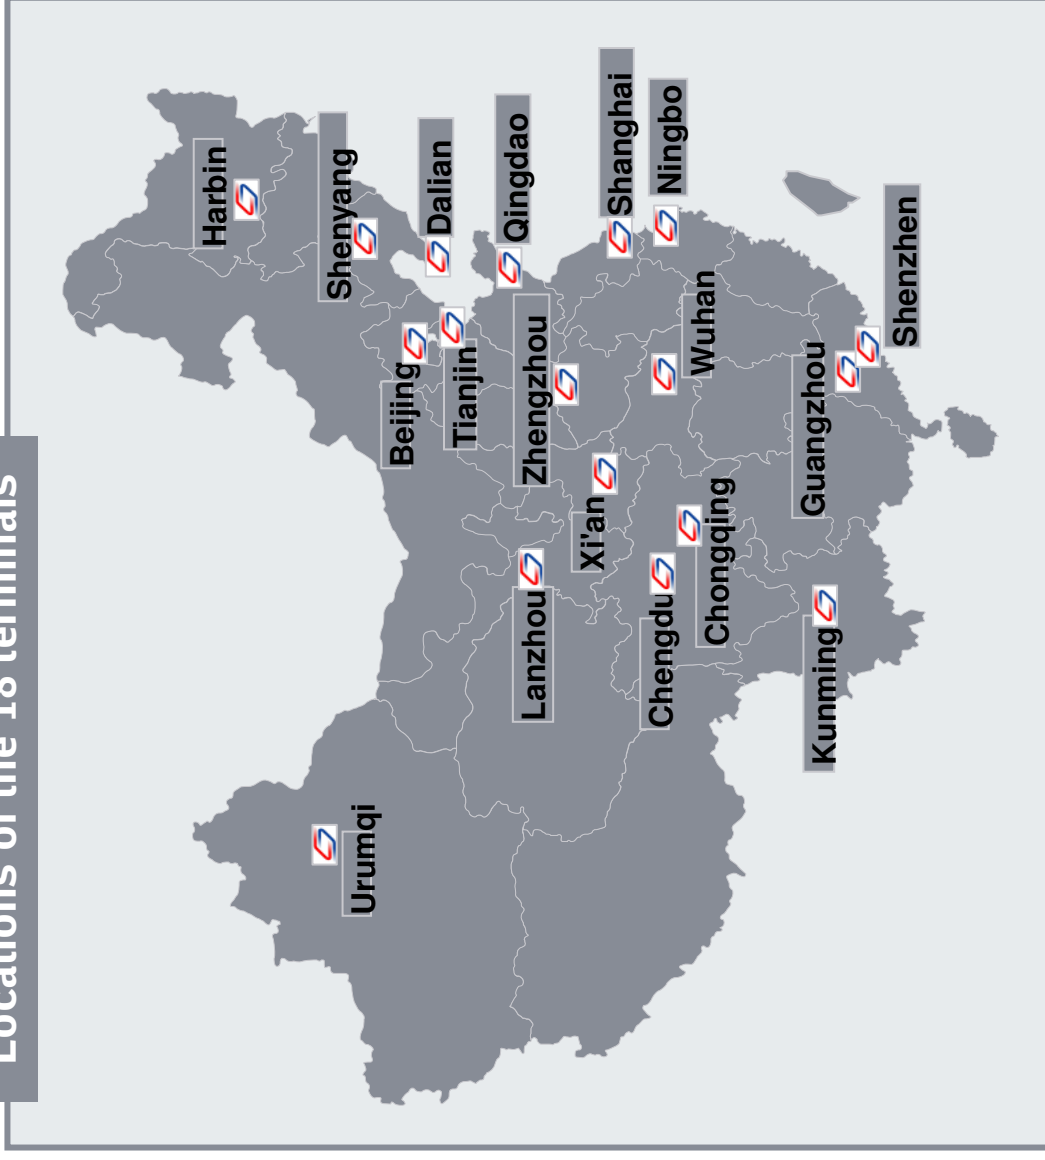 Locations of the 18 terminals
Harbin
Urumqi
Shenyang
Beijing
Dalian
Tianjin
Qingdao
Lanzhou
Zhengzhou
Xi'an
Shanghai
Chengdu
Ningbo
Chongqing
Wuhan
Guangzhou
Kunming
Shenzhen